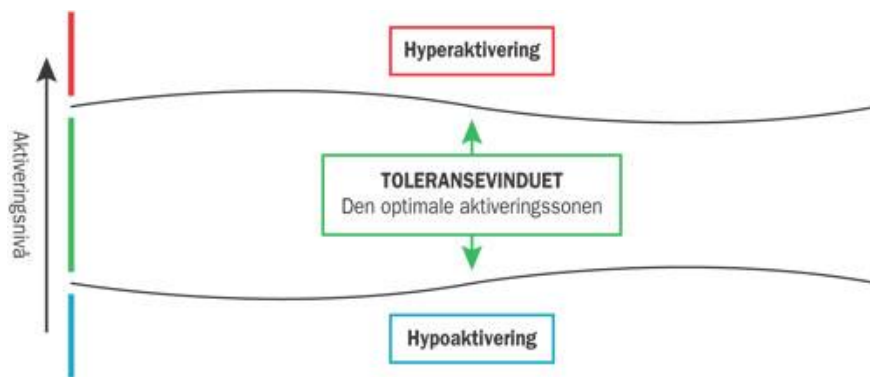 Hyperaktivering
Aktiveringsnivå
TOLERANSEVINDUET
Den optimale aktiveringssonen
Hypoaktivering